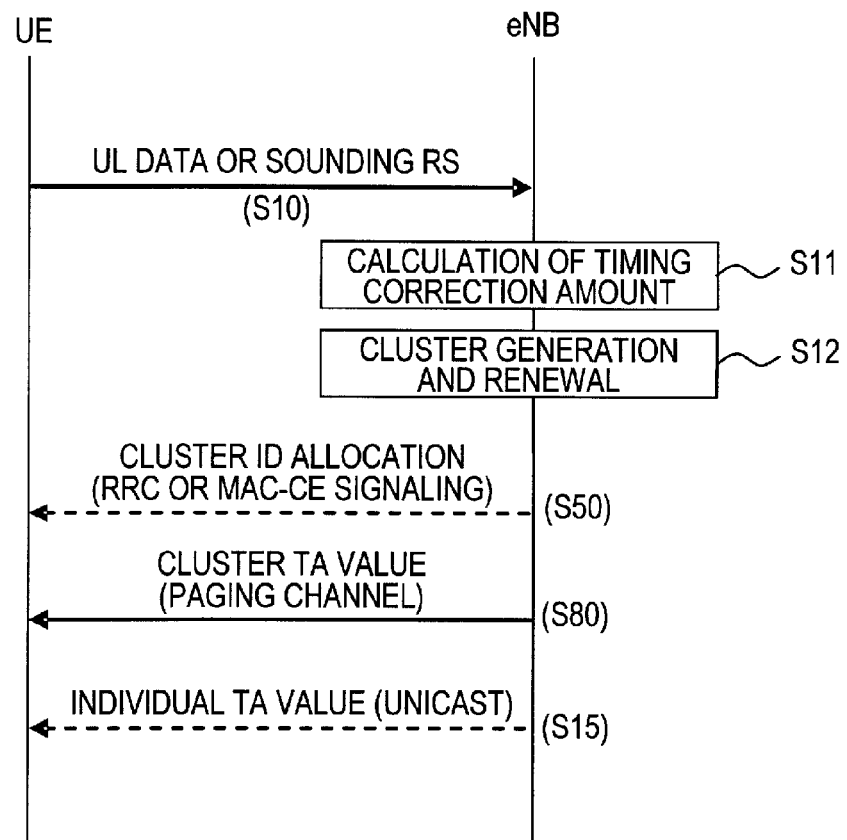 UE
eNB
UL DATA OR SOUNDING RS
(S10)
CALCULATION OF TIMING
CORRECTION AMOUNT
S11
CLUSTER GENERATION
AND RENEWAL
S12
CLUSTER ID ALLOCATION
(RRC OR MAC-CE SIGNALING)
(S50)
CLUSTER TA VALUE
(PAGING CHANNEL)
(S80)
INDIVIDUAL TA VALUE (UNICAST)
(S15)